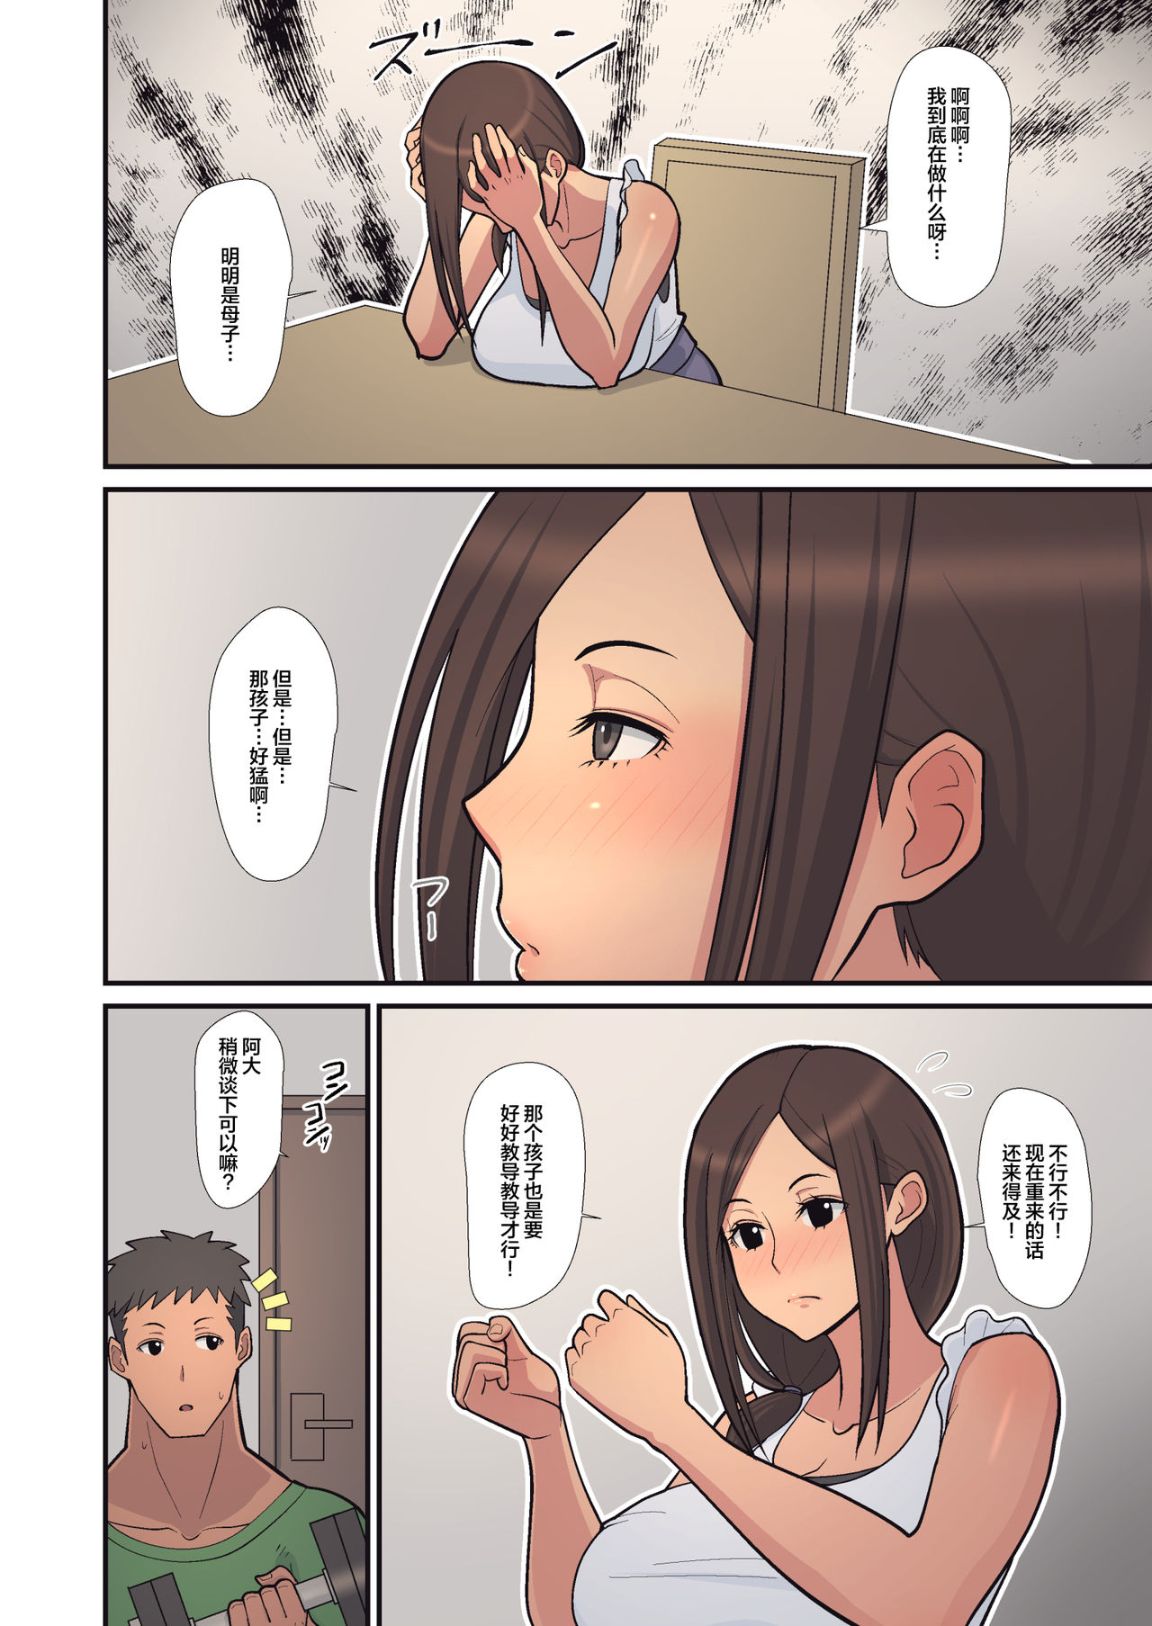 ズーン
啊啊啊…
我到底在做什么呀…
明明是母子…
但是…但是…
那孩子…好猛啊…
フー
不行不行！
现在重来的话
还来得及！
那个孩子也是要
好好教导教导才行！
コン
コンッ
阿大
稍微谈下可以嘛？